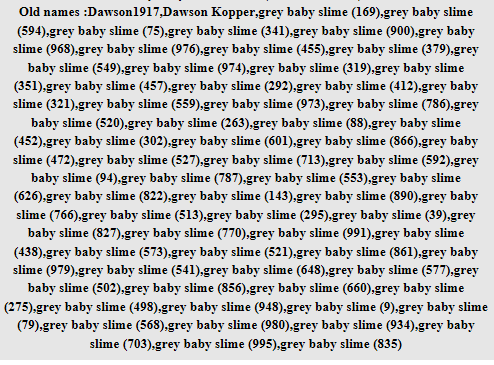 Old names :Dawson1917,Dawson Kopper,grey baby slime (169),grey baby slime
(594),grey baby slime (75),grey baby slime (341),grey baby slime (900),grey baby
slime (968),grey baby slime (976),grey baby slime (455),grey baby slime (379),grey
baby slime (549),grey baby slime (974),grey baby slime (319),grey baby slime
(351),grey baby slime (457),grey baby slime (292),grey baby slime (412),grey baby
slime (321),grey baby slime (559),grey baby slime (973),grey baby slime (786),grey
baby slime (520),grey baby slime (263),grey baby slime (88),grey baby slime
(452),grey baby slime (302),grey baby slime (601),grey baby slime (866),grey baby
slime (472),grey baby slime (527),grey baby slime (713),grey baby slime (592),grey
baby slime (94),grey baby slime (787),grey baby slime (553),grey baby slime
(626),grey baby slime (822),grey baby slime (143),grey baby slime (890),grey baby
slime (766),grey baby slime (513),grey baby slime (295),grey baby slime (39),grey
baby slime (827),grey baby slime (770),grey baby slime (991),grey baby slime
(438),grey baby slime (573),grey baby slime (521),grey baby slime (861),grey baby
slime (979),grey baby slime (541),grey baby slime (648),grey baby slime (577),grey
baby slime (502),grey baby slime (856),grey baby slime (660),grey baby slime
(275),grey baby slime (498),grey baby slime (948),grey baby slime (9),grey baby slime
(79),grey baby slime (568),grey baby slime (980),grey baby slime (934),grey baby
slime (703),grey baby slime (995),grey baby slime (835)